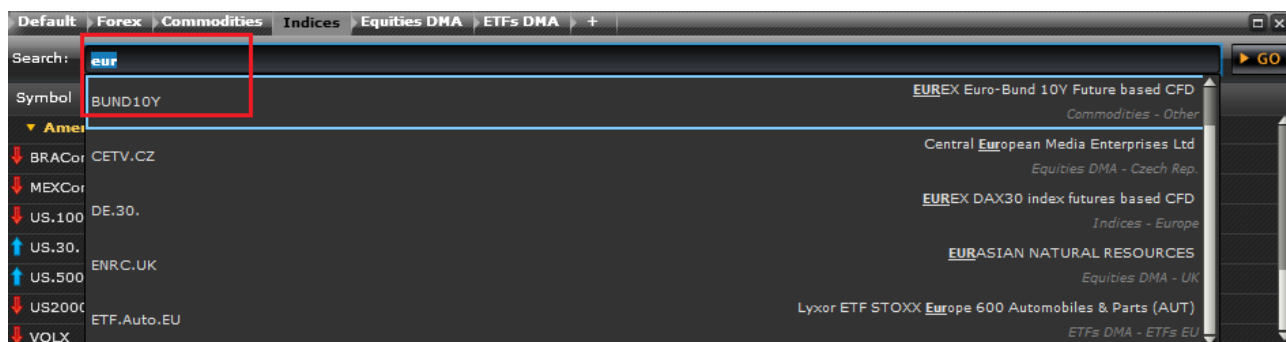 Default Forex Commodities Indices Equities DMA ETFs DMA +
Search: eur GO
Symbol
BUND10Y EUREX Euro-Bund 10Y Future based CFD
Commodities - Other
CETV.CZ Central European Media Enterprises Ltd
Equities DMA - Czech Rep.
BRACor
MEXCor
DE.30. EUREX DAX30 index futures based CFD
Indices - Europe
US.100
US.30.
ENRC.UK EURASIAN NATURAL RESOURCES
Equities DMA - UK
US.500
US2000
ETF.Auto.EU Lyxor ETF STOXX Europe 600 Automobiles & Parts (AUT)
ETFs DMA - ETFs EU
VOLX